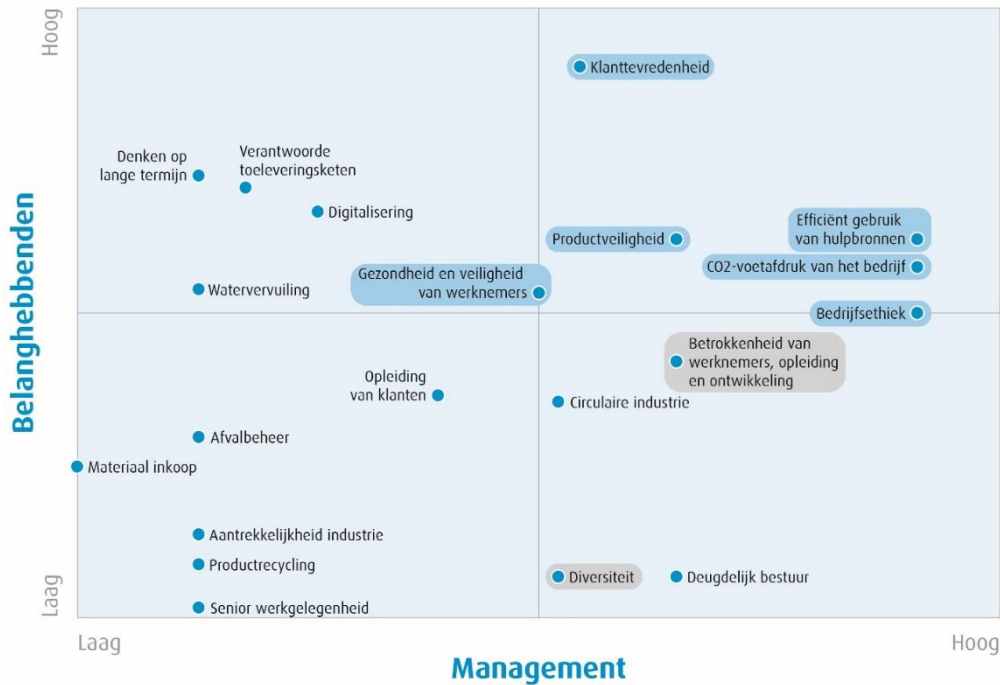 Hoog
Klanttevredenheid
Denken op
lange termijn
Verantwoorde
toeleveringsketen
Digitalisering
Efficiënt gebruik
van hulpbronnen
Productveiligheid
CO2-voetafdruk van het bedrijf
Gezondheid en veiligheid
van werknemers
Watervervuiling
Bedrijfsethiek
Belanghebbenden
Betrokkenheid van
werknemers, opleiding
en ontwikkeling
Opleiding
van klanten
Circulaire industrie
Afvalbeheer
Materiaal inkoop
Aantrekkelijkheid industrie
Productrecycling
Diversiteit
Deugdelijk bestuur
Senior werkgelegenheid
Laag
Laag
Hoog
Management